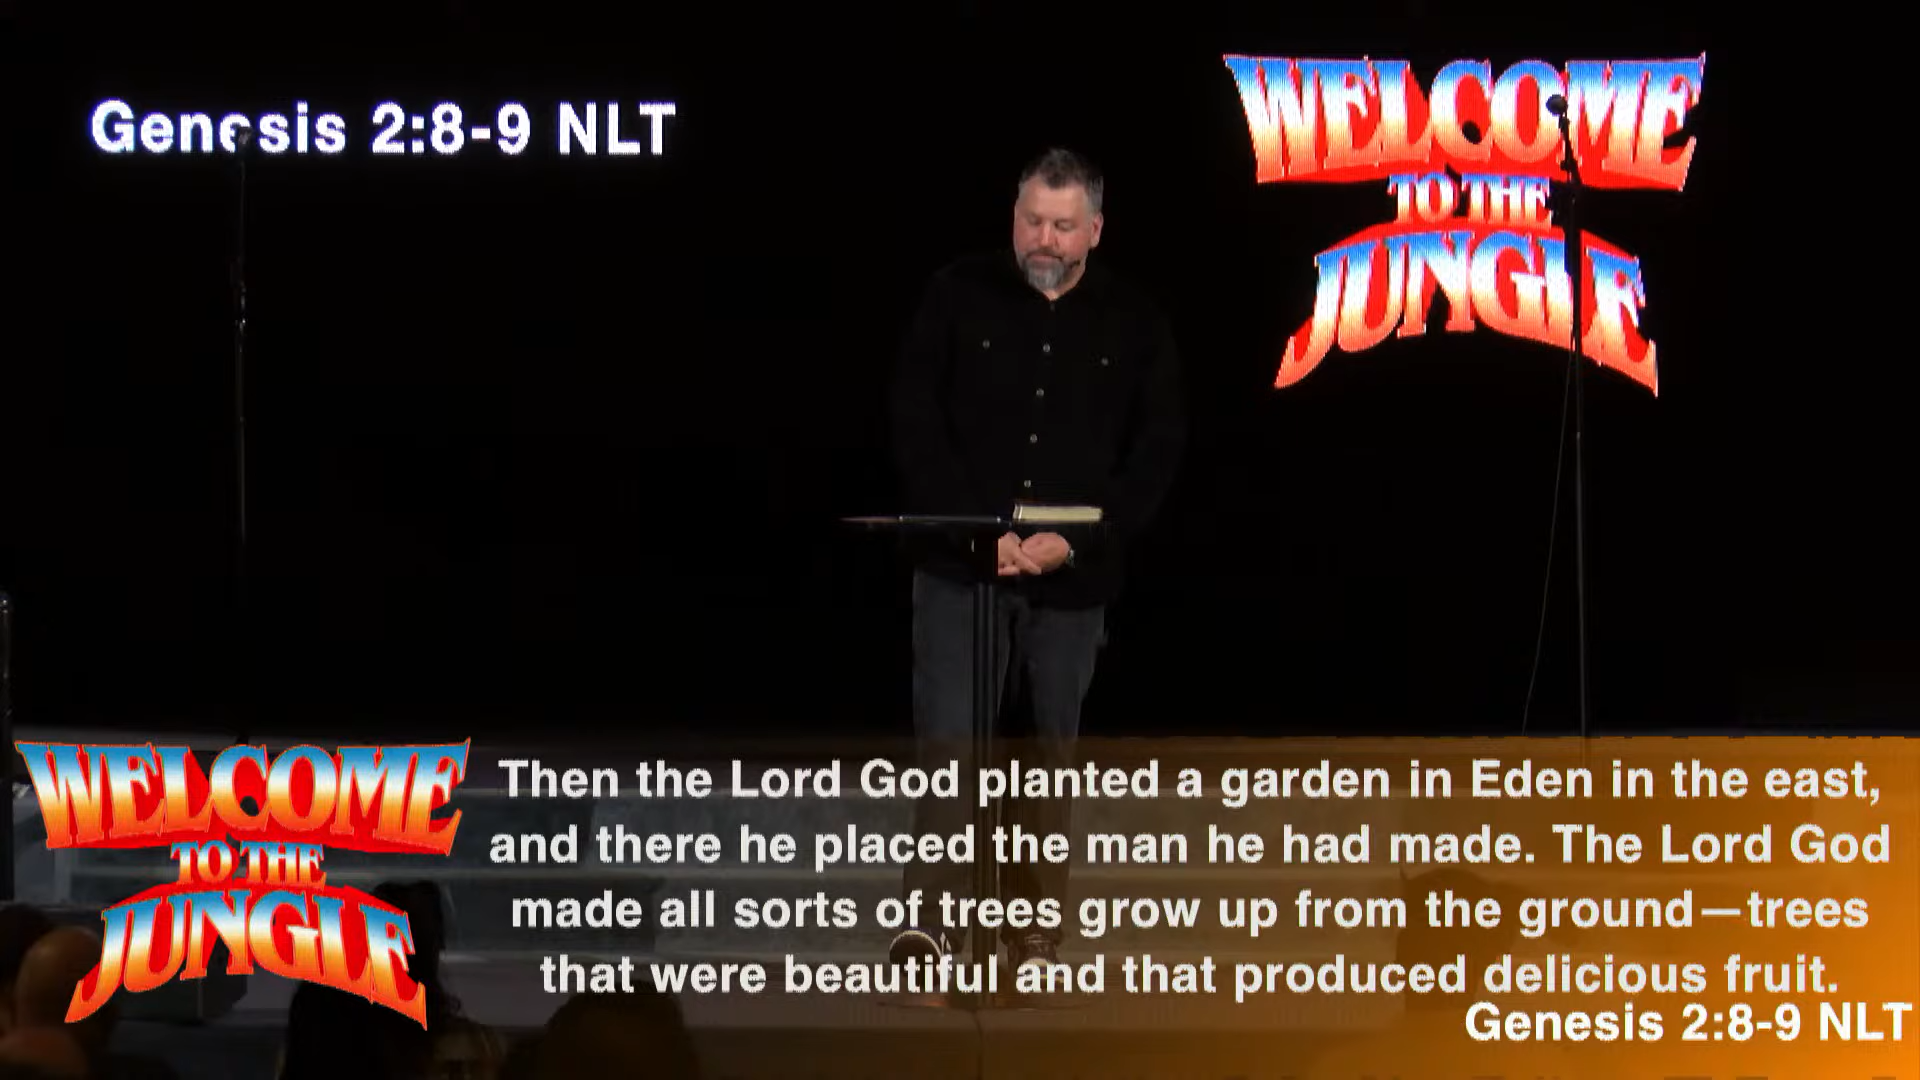 Genesis 2:8-9 NLT
WELCOME
TO THE
JUNGLE
WELCOME
TO THE
JUNGLE
Then the Lord God planted a garden in Eden in the east,
and there he placed the man he had made. The Lord God
made all sorts of trees grow up from the ground—trees
that were beautiful and that produced delicious fruit.
Genesis 2:8-9 NLT